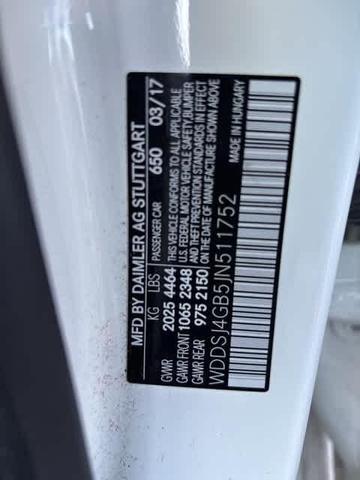 MFD BY DAIMLER AG STUTTGART
PASSENGER CAR 650 03/17
KG LBS
GVWR 2025 4464
GAWR FRONT 1065 2348
GAWR REAR 975 2150
THIS VEHICLE CONFORMS TO ALL APPLICABLE
U.S. FEDERAL MOTOR VEHICLE SAFETY, BUMPER
AND THEFT PREVENTION STANDARDS IN EFFECT
ON THE DATE OF MANUFACTURE SHOWN ABOVE
MADE IN HUNGARY
WDDSJ4GB5JN511752